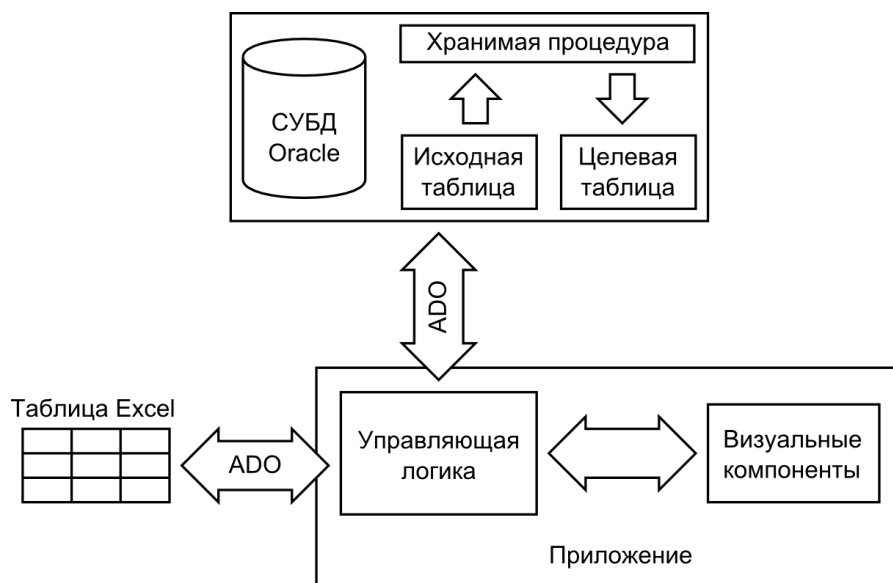 Хранимая процедура
СУБД
Oracle
Исходная
таблица
Целевая
таблица
ADO
Таблица Excel
ADO
Управляющая
логика
Визуальные
компоненты
Приложение